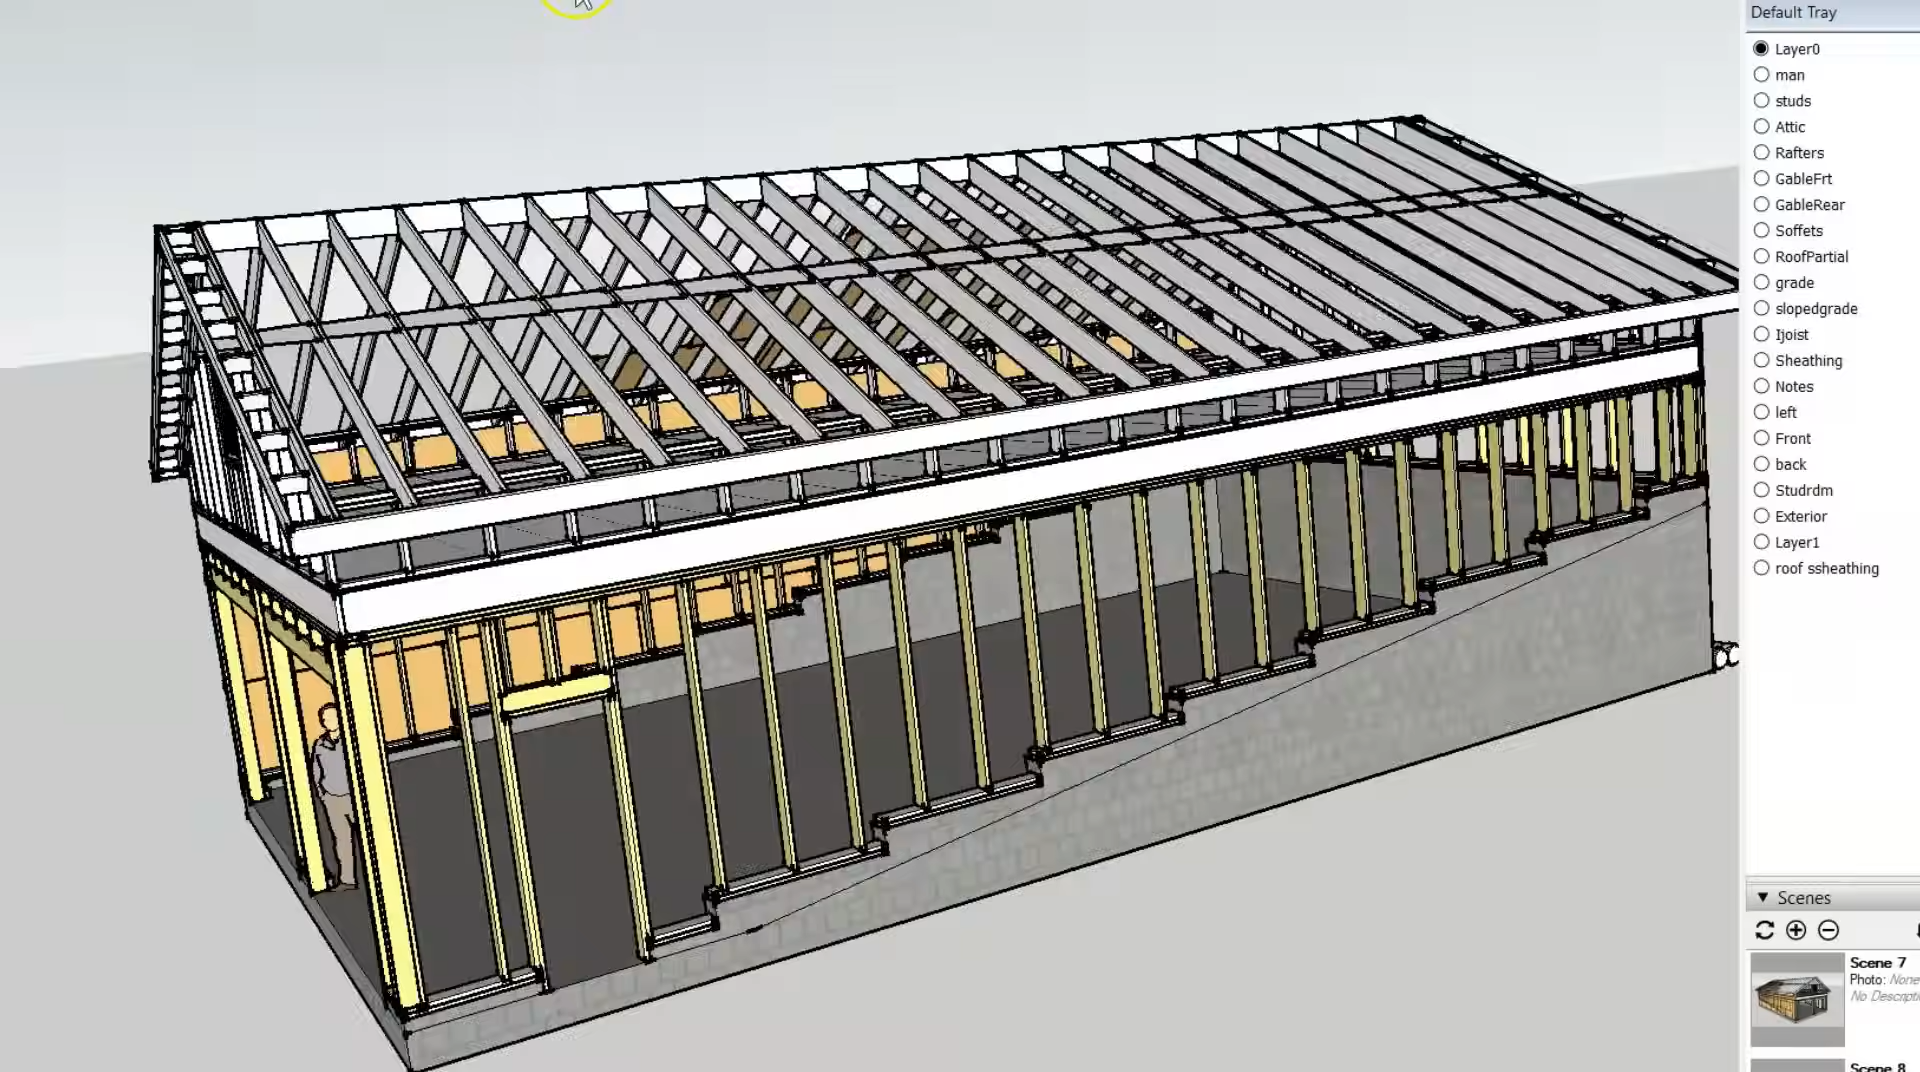 Default Tray
Layer0
man
studs
Attic
Rafters
GableFrt
GableRear
Soffets
RoofPartial
grade
slopedgrade
Ijoist
Sheathing
Notes
left
Front
back
Studrdm
Exterior
Layer1
roof ssheathing
Scenes
Scene 7
Photo: None
No Descripti
Scene 8